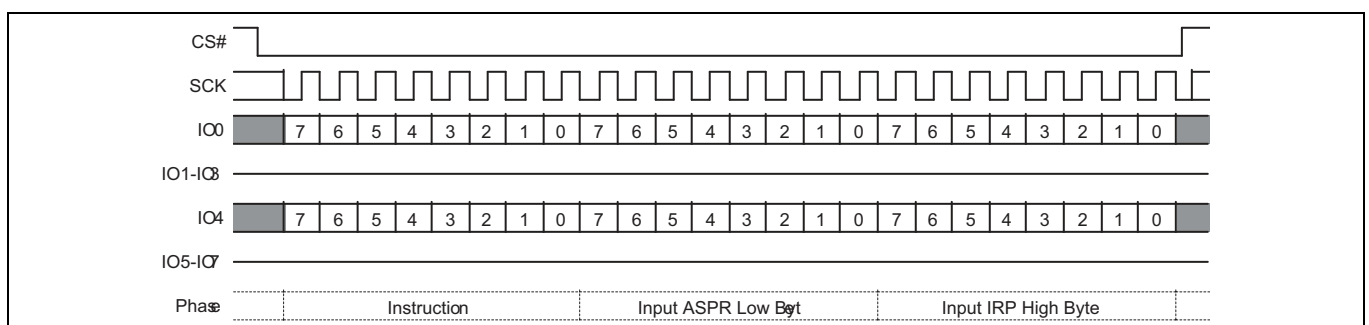 CS#
SCK
IO0
7 6 5 4 3 2 1 0 7 6 5 4 3 2 1 0 7 6 5 4 3 2 1 0
IO1-IO3
IO4
7 6 5 4 3 2 1 0 7 6 5 4 3 2 1 0 7 6 5 4 3 2 1 0
IO5-IO7
Phase Instruction Input ASPR Low Byet Input IRP High Byte